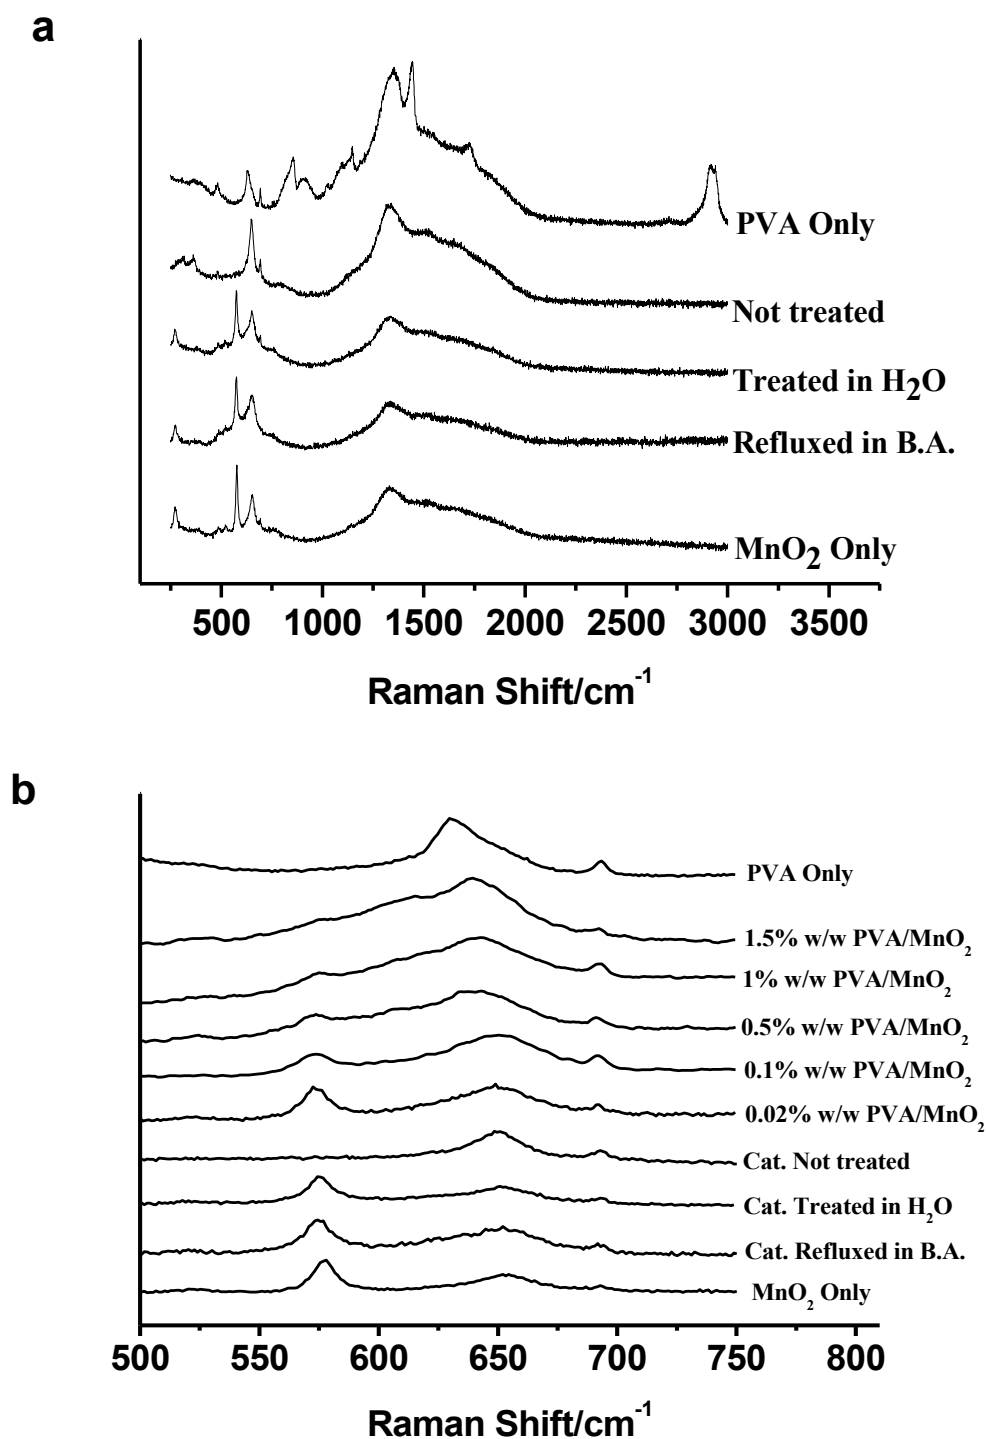 a
PVA Only
Not treated
Treated in H2O
Refluxed in B.A.
MnO2 Only
500 1000 1500 2000 2500 3000 3500
Raman Shift/cm-1
b
PVA Only
1.5% w/w PVA/MnO2
1% w/w PVA/MnO2
0.5% w/w PVA/MnO2
0.1% w/w PVA/MnO2
0.02% w/w PVA/MnO2
Cat. Not treated
Cat. Treated in H2O
Cat. Refluxed in B.A.
MnO2 Only
500 550 600 650 700 750 800
Raman Shift/cm-1